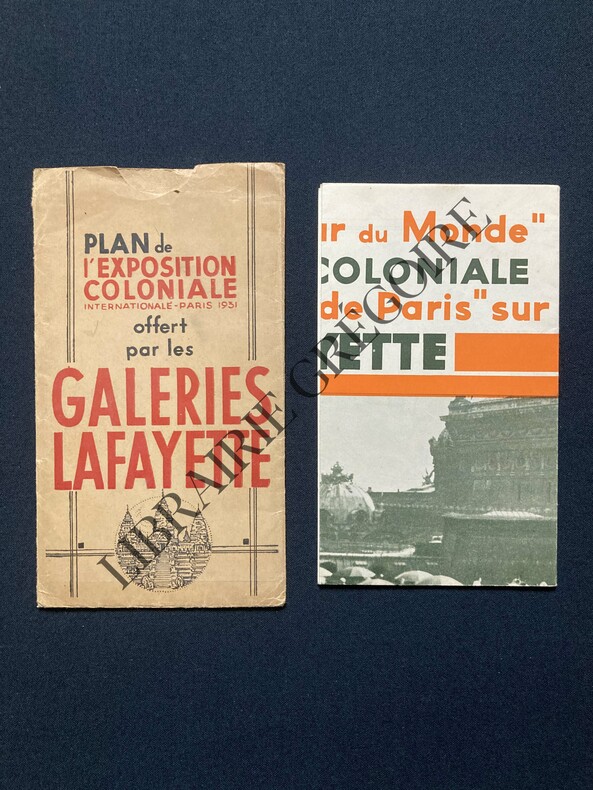 PLAN de
l'EXPOSITION
COLONIALE
INTERNATIONALE-PARIS 1931
offert
par les
GALERIES
LAFAYETTE
ir du Monde"
COLONIALE
de Paris" sur
YETTE
LIBRAIRIE GREGOIRE